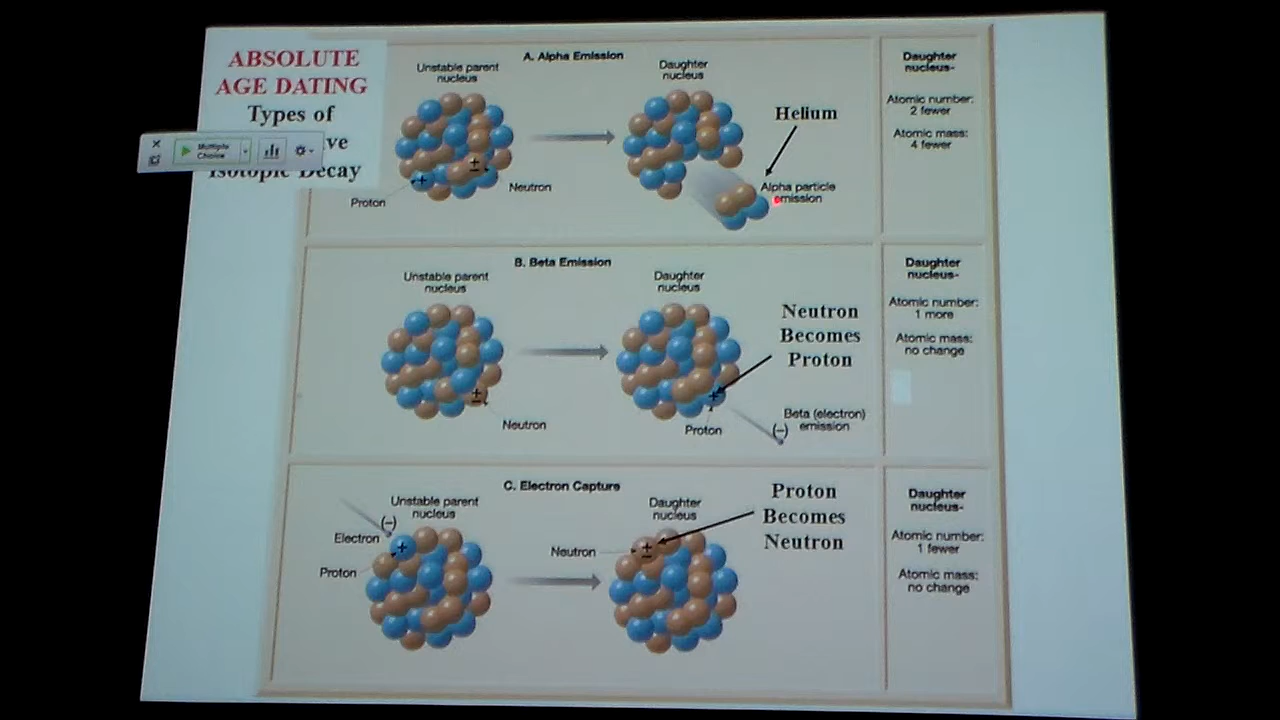 ABSOLUTE
AGE DATING
Types of
ve
Isotopic Decay
Multiple
Choice
A. Alpha Emission
Unstable parent
nucleus
Daughter
nucleus
Helium
Proton
+
±
Neutron
Alpha particle
emission
Daughter
nucleus-
Atomic number:
2 fewer
Atomic mass:
4 fewer
B. Beta Emission
Unstable parent
nucleus
Daughter
nucleus
Neutron
Becomes
Proton
±
Neutron
+
Proton
(−)
Beta (electron)
emission
Daughter
nucleus-
Atomic number:
1 more
Atomic mass:
no change
C. Electron Capture
Unstable parent
nucleus
(−)
Electron
+
Proton
Daughter
nucleus
Neutron
±
Proton
Becomes
Neutron
Daughter
nucleus-
Atomic number:
1 fewer
Atomic mass:
no change